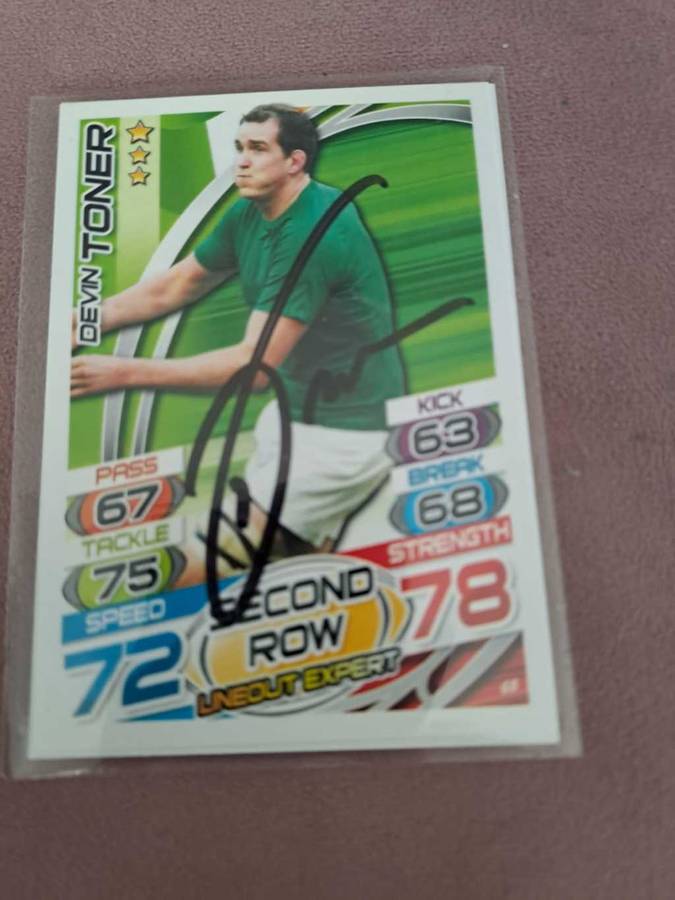 DEVIN TONER
KICK
63
PASS
67
BREAK
68
TACKLE
75
STRENGTH
78
SPEED
72
SECOND
ROW
LINEOUT EXPERT